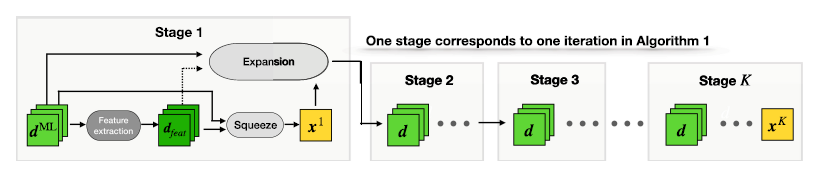 Stage 1
One stage corresponds to one iteration in Algorithm 1
Expansion
Stage 2
Stage 3
Stage K
d^ML
Feature
extraction
d_feat
Squeeze
x^1
d
d
d
x^K